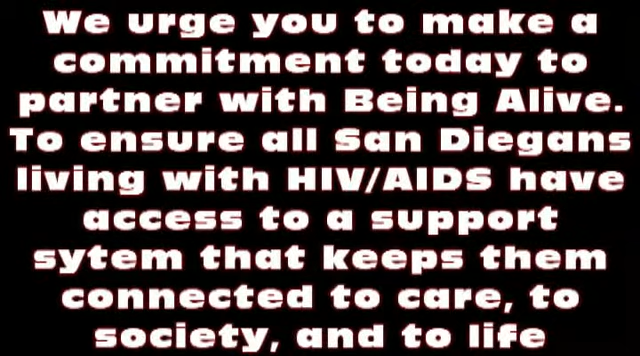 We urge you to make a
commitment today to
partner with Being Alive.
To ensure all San Diegans
living with HIV/AIDS have
access to a support
sytem that keeps them
connected to care, to
society, and to life